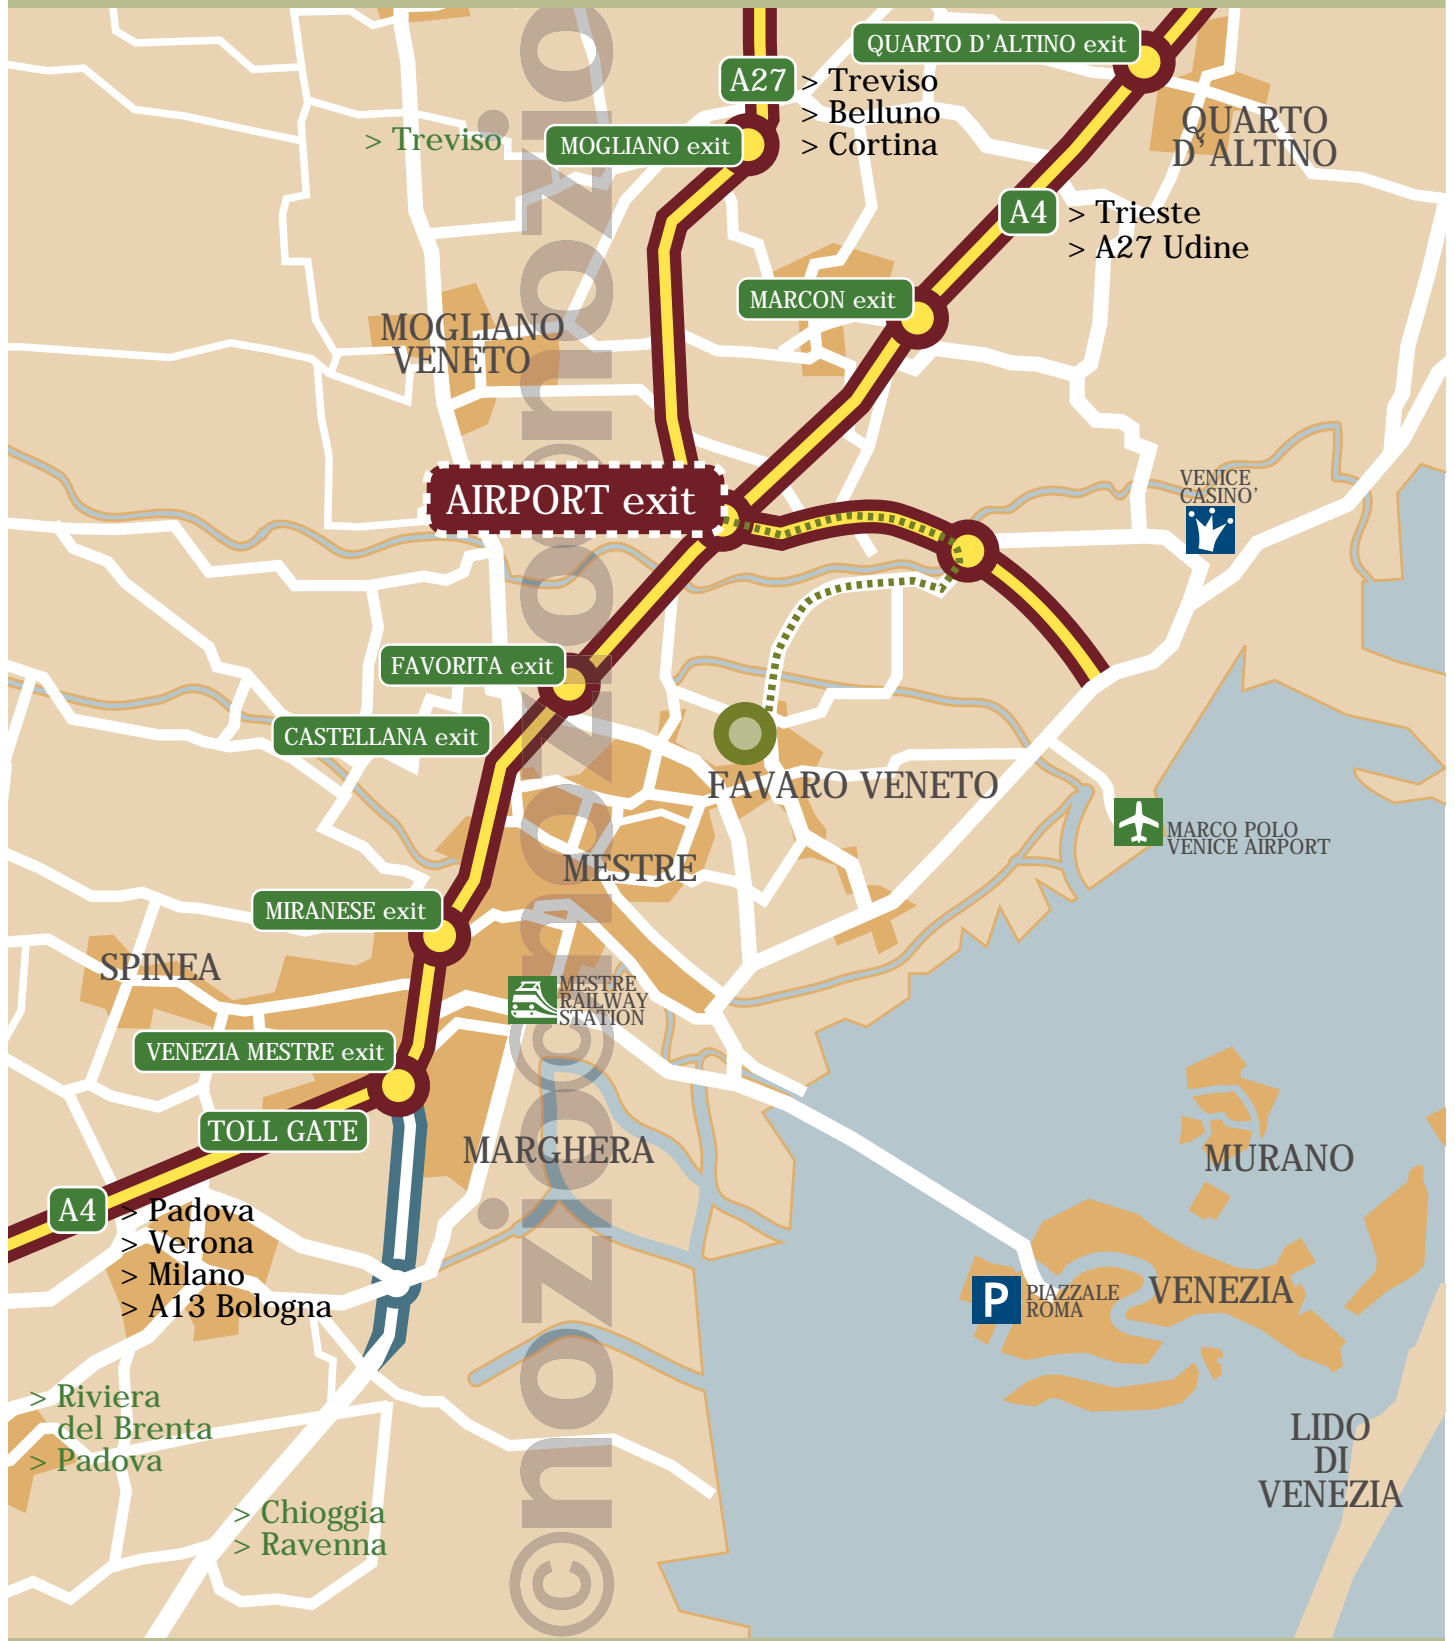 QUARTO D'ALTINO exit
A27
> Treviso
> Belluno
> Cortina
QUARTO
D'ALTINO
> Treviso
MOGLIANO exit
A4
> Trieste
> A27 Udine
MARCON exit
MOGLIANO
VENETO
AIRPORT exit
VENICE
CASINO'
FAVORITA exit
CASTELLANA exit
FAVARO VENETO
MARCO POLO
VENICE AIRPORT
MESTRE
MIRANESE exit
SPINEA
MESTRE
RAILWAY
STATION
VENEZIA MESTRE exit
TOLL GATE
MARGHERA
MURANO
A4
> Padova
> Verona
> Milano
> A13 Bologna
P
PIAZZALE
ROMA
VENEZIA
> Riviera
del Brenta
> Padova
LIDO
DI
VENEZIA
> Chioggia
> Ravenna
©nozio©nozio©nozio